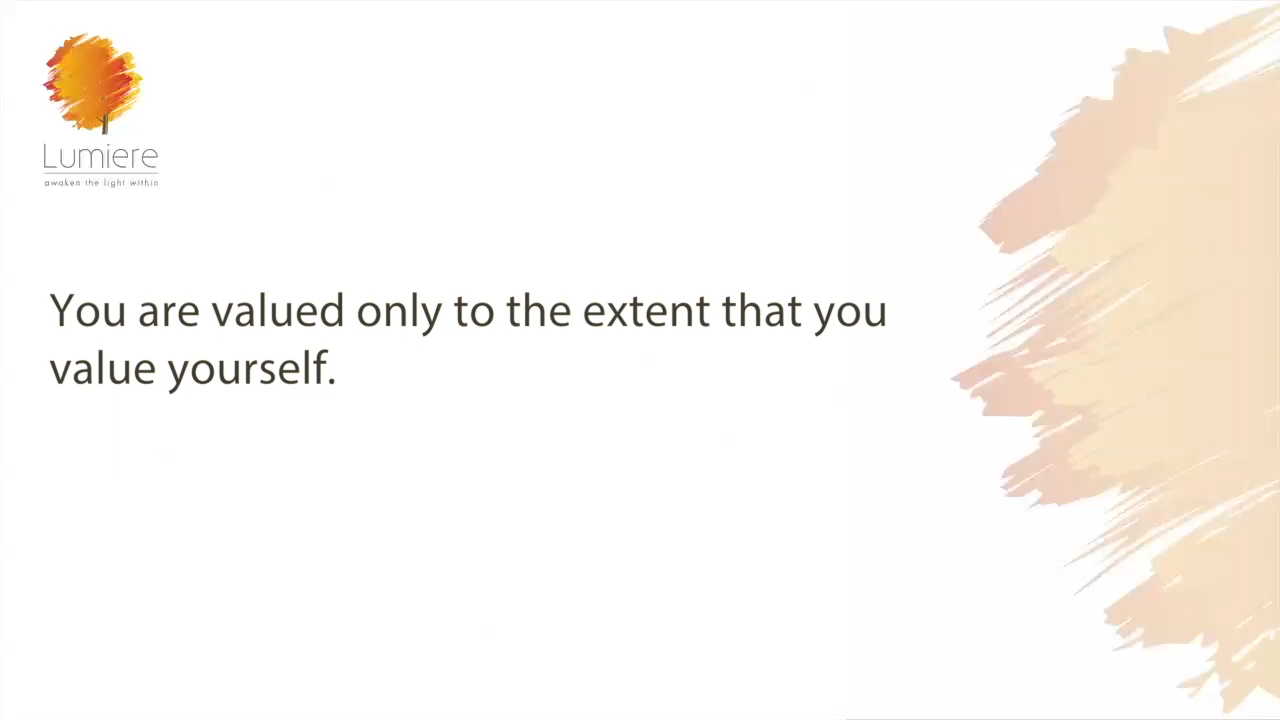 Lumiere
awaken the light within
You are valued only to the extent that you
value yourself.